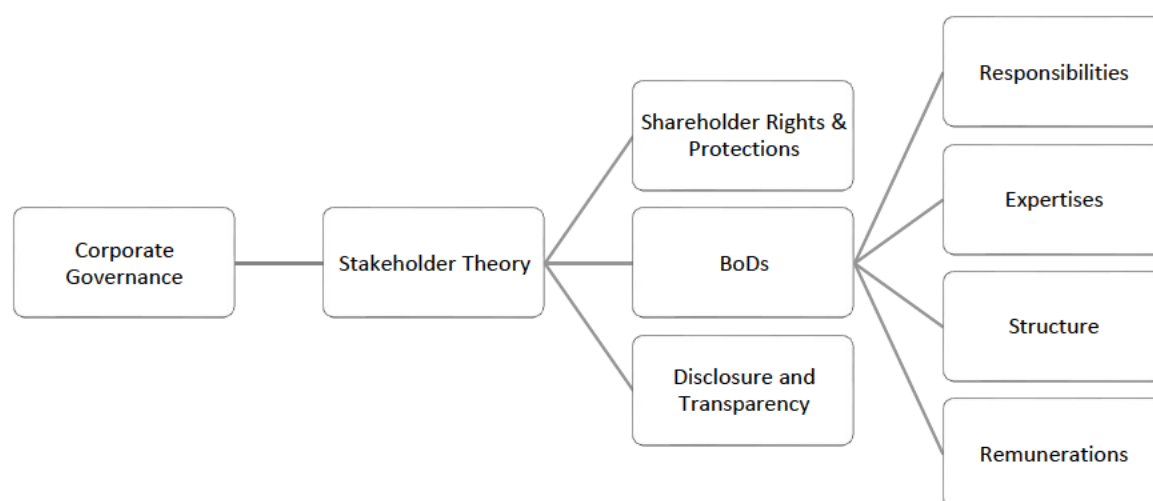 Corporate
Governance
Stakeholder Theory
Shareholder Rights &
Protections
BoDs
Disclosure and
Transparency
Responsibilities
Expertises
Structure
Remunerations